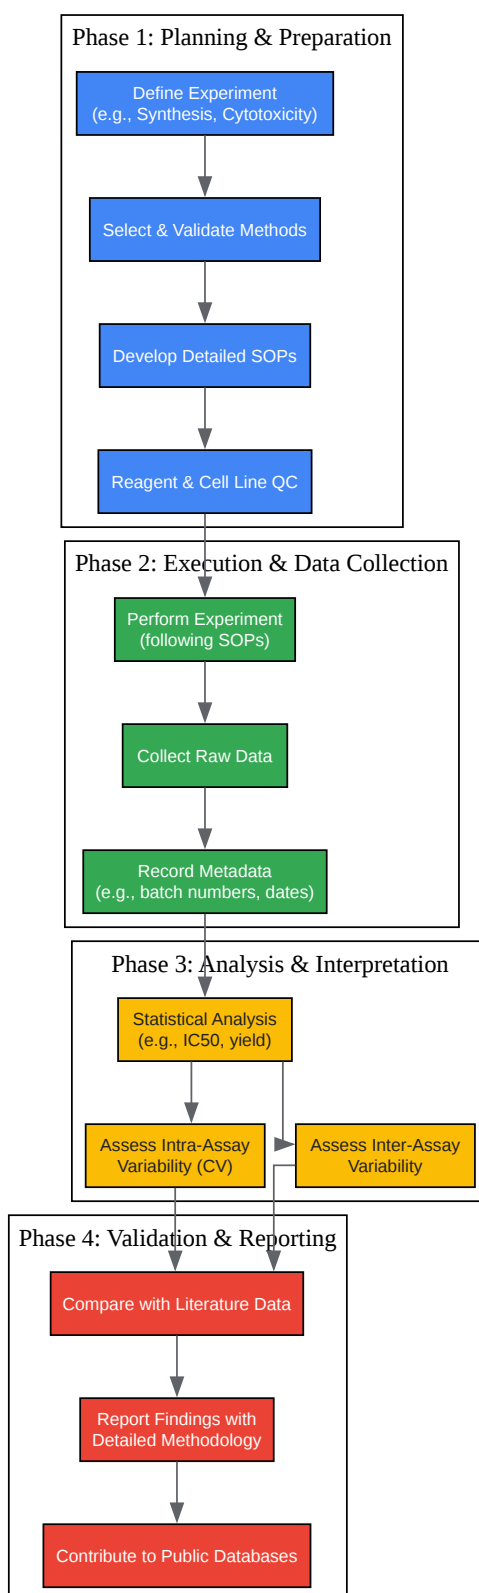 Phase 1: Planning & Preparation
Define Experiment
(e.g., Synthesis, Cytotoxicity)
Select & Validate Methods
Develop Detailed SOPs
Reagent & Cell Line QC
Phase 2: Execution & Data Collection
Perform Experiment
(following SOPs)
Collect Raw Data
Record Metadata
(e.g., batch numbers, dates)
Phase 3: Analysis & Interpretation
Statistical Analysis
(e.g., IC50, yield)
Assess Intra-Assay
Variability (CV)
Assess Inter-Assay
Variability
Phase 4: Validation & Reporting
Compare with Literature Data
Report Findings with
Detailed Methodology
Contribute to Public Databases